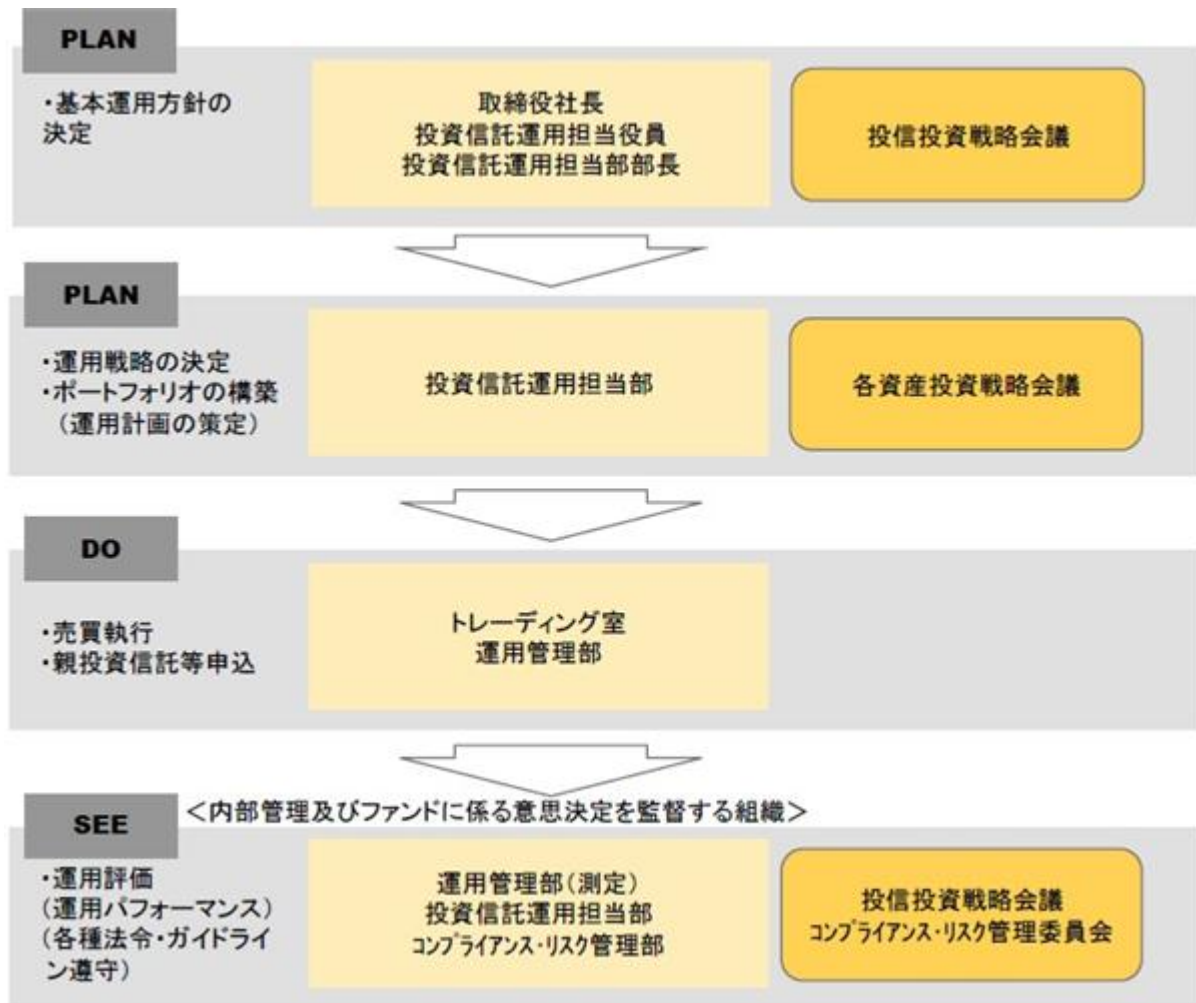 PLAN
・基本運用方針の
決定
取締役社長
投資信託運用担当役員
投資信託運用担当部部長
投信投資戦略会議
PLAN
・運用戦略の決定
・ポートフォリオの構築
（運用計画の策定）
投資信託運用担当部
各資産投資戦略会議
DO
・売買執行
・親投資信託等申込
トレーディング室
運用管理部
SEE
＜内部管理及びファンドに係る意思決定を監督する組織＞
・運用評価
(運用パフォーマンス)
(各種法令・ガイドライ
ン遵守)
運用管理部(測定)
投資信託運用担当部
ｺﾝﾌﾟﾗｲｱﾝｽ･ﾘｽｸ管理部
投信投資戦略会議
ｺﾝﾌﾟﾗｲｱﾝｽ･ﾘｽｸ管理委員会